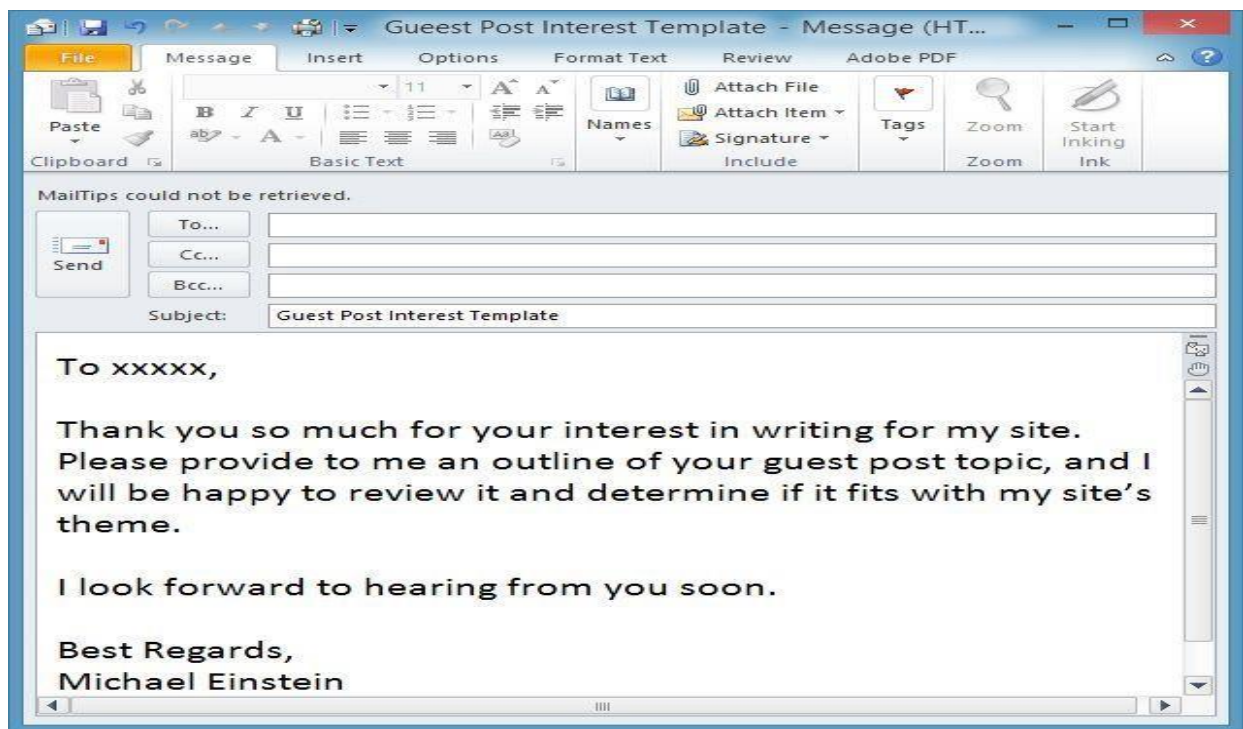 Gueest Post Interest Template - Message (HT...
File Message Insert Options Format Text Review Adobe PDF
11 A A
Paste B I U Names Attach File Tags Zoom Start Inking
ab A Aa Attach Item
Signature
Clipboard Basic Text Include Zoom Ink
MailTips could not be retrieved.
To...
Send Cc...
Bcc...
Subject: Guest Post Interest Template
To xxxxx,
Thank you so much for your interest in writing for my site.
Please provide to me an outline of your guest post topic, and I
will be happy to review it and determine if it fits with my site’s
theme.
I look forward to hearing from you soon.
Best Regards,
Michael Einstein